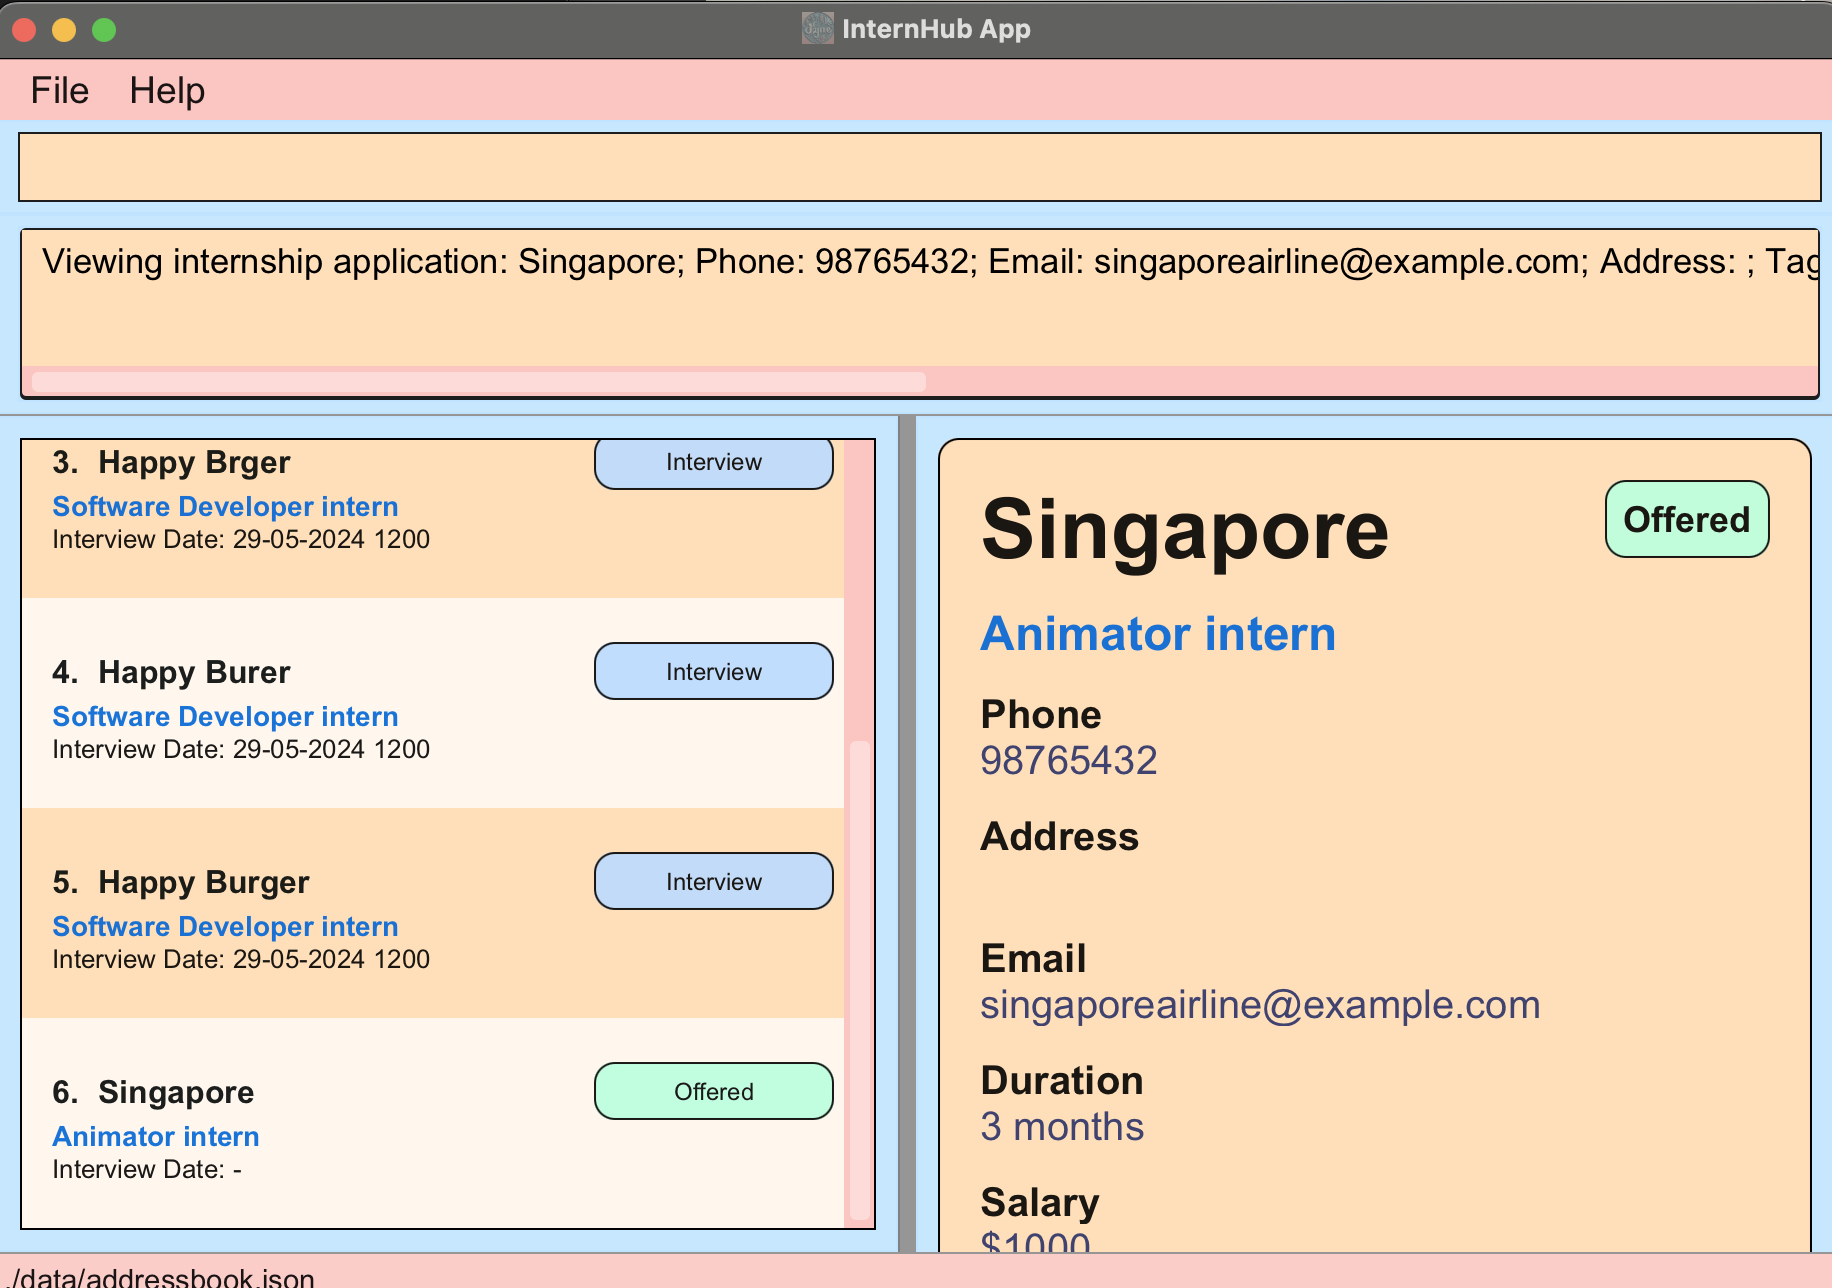 InternHub App
File Help
Viewing internship application: Singapore; Phone: 98765432; Email: singaporeairline@example.com; Address: ; Tag
3. Happy Brger
Interview
Software Developer intern
Interview Date: 29-05-2024 1200
4. Happy Burer
Interview
Software Developer intern
Interview Date: 29-05-2024 1200
5. Happy Burger
Interview
Software Developer intern
Interview Date: 29-05-2024 1200
6. Singapore
Offered
Animator intern
Interview Date: -
Singapore
Offered
Animator intern
Phone
98765432
Address
Email
singaporeairline@example.com
Duration
3 months
Salary
$1000
./data/addressbook.json